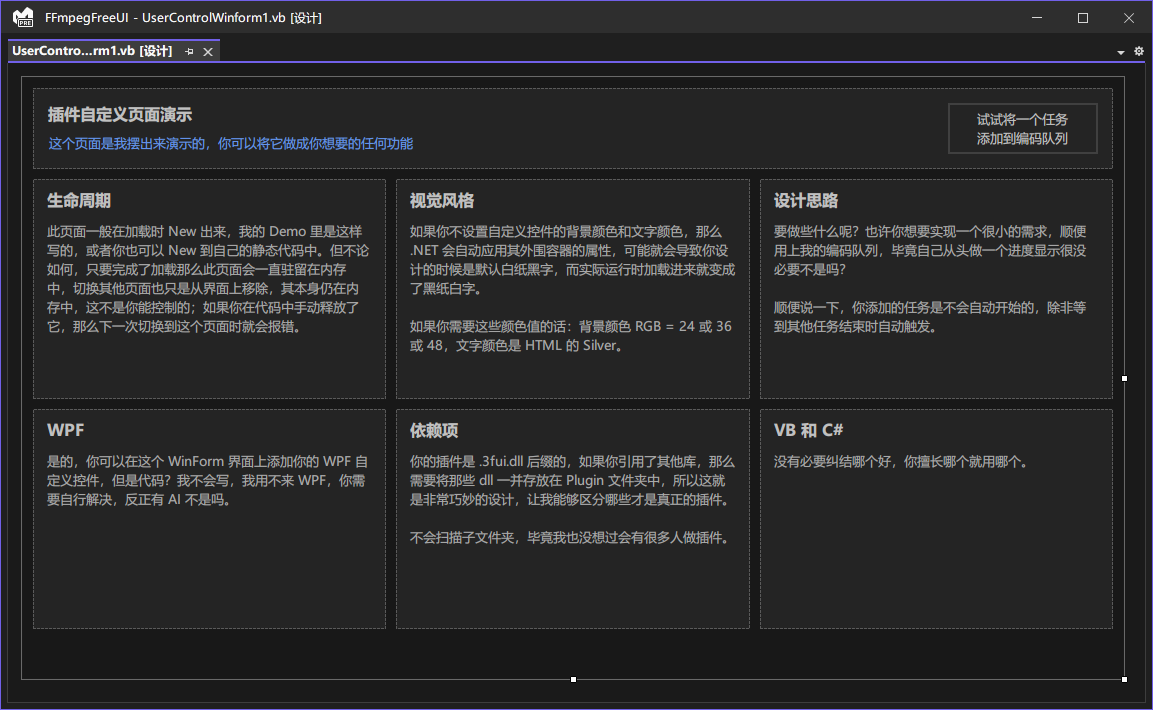 FFmpegFreeUI - UserControlWinform1.vb [设计]
UserContro...rm1.vb [设计]
插件自定义页面演示
这个页面是我摆出来演示的，你可以将它做成你想要的任何功能
试试将一个任务
添加到编码队列
生命周期
此页面一般在加载时 New 出来，我的 Demo 里是这样
写的，或者你也可以 New 到自己的静态代码中。但不论
如何，只要完成了加载那么此页面会一直驻留在内存
中，切换其他页面也只是从界面上移除，其本身仍在内
存中，这不是你能控制的；如果你在代码中手动释放了
它，那么下一次切换到这个页面时就会报错。
视觉风格
如果你不设置自定义控件的背景颜色和文字颜色，那么
.NET 会自动应用其外围容器的属性，可能就会导致你设
计的时候是默认白纸黑字，而实际运行时加载进来就变成
了黑纸白字。
如果你需要这些颜色值的话：背景颜色 RGB = 24 或 36
或 48，文字颜色是 HTML 的 Silver。
设计思路
要做些什么呢？也许你想要实现一个很小的需求，顺便
用上我的编码队列，毕竟自己从头做一个进度显示很没
必要不是吗？
顺便说一下，你添加的任务是不会自动开始的，除非等
到其他任务结束时自动触发。
WPF
是的，你可以在这个 WinForm 界面上添加你的 WPF 自
定义控件，但是代码？我不会写，我用不来 WPF，你需
要自行解决，反正有 AI 不是吗。
依赖项
你的插件是 .3fui.dll 后缀的，如果你引用了其他库，那么
需要将那些 dll 一并存放在 Plugin 文件夹中，所以这就
是非常巧妙的设计，让我能够区分哪些才是真正的插件。
不会扫描子文件夹，毕竟我也没想过会有很多人做插件。
VB 和 C#
没有必要纠结哪个好，你擅长哪个就用哪个。